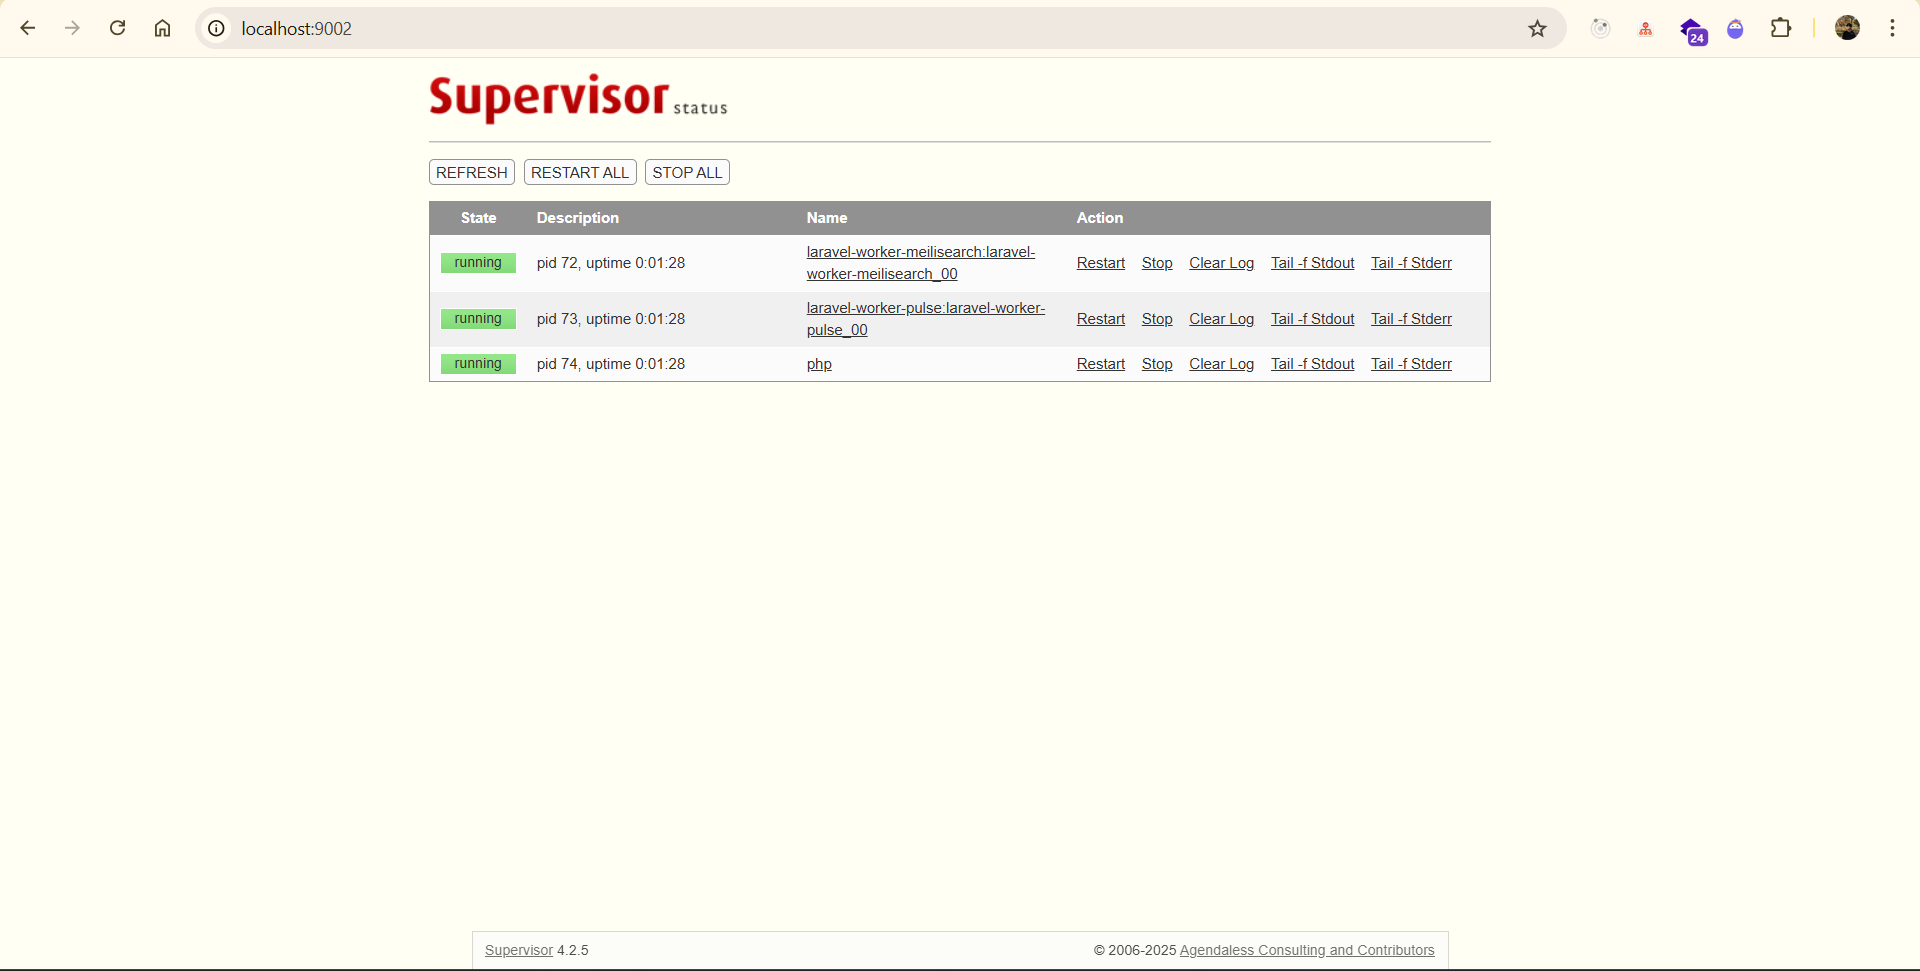 localhost:9002
24
Supervisor status
REFRESH RESTART ALL STOP ALL
State Description Name Action
running pid 72, uptime 0:01:28 laravel-worker-meilisearch:laravel-
worker-meilisearch_00 Restart Stop Clear Log Tail -f Stdout Tail -f Stderr
running pid 73, uptime 0:01:28 laravel-worker-pulse:laravel-worker-
pulse_00 Restart Stop Clear Log Tail -f Stdout Tail -f Stderr
running pid 74, uptime 0:01:28 php Restart Stop Clear Log Tail -f Stdout Tail -f Stderr
Supervisor 4.2.5 © 2006-2025 Agendaless Consulting and Contributors